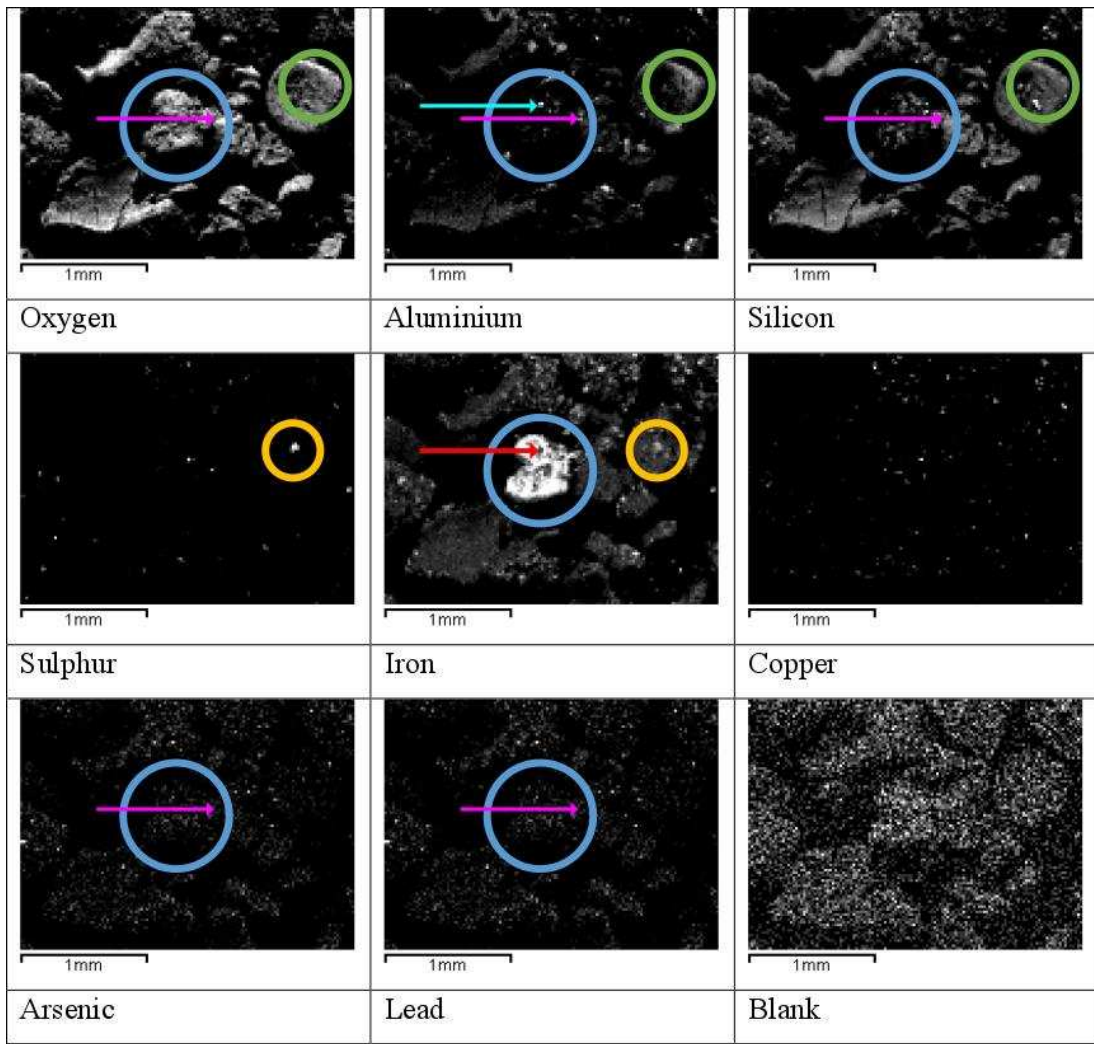 1mm 1mm 1mm
Oxygen Aluminium Silicon
1mm 1mm 1mm
Sulphur Iron Copper
1mm 1mm 1mm
Arsenic Lead Blank